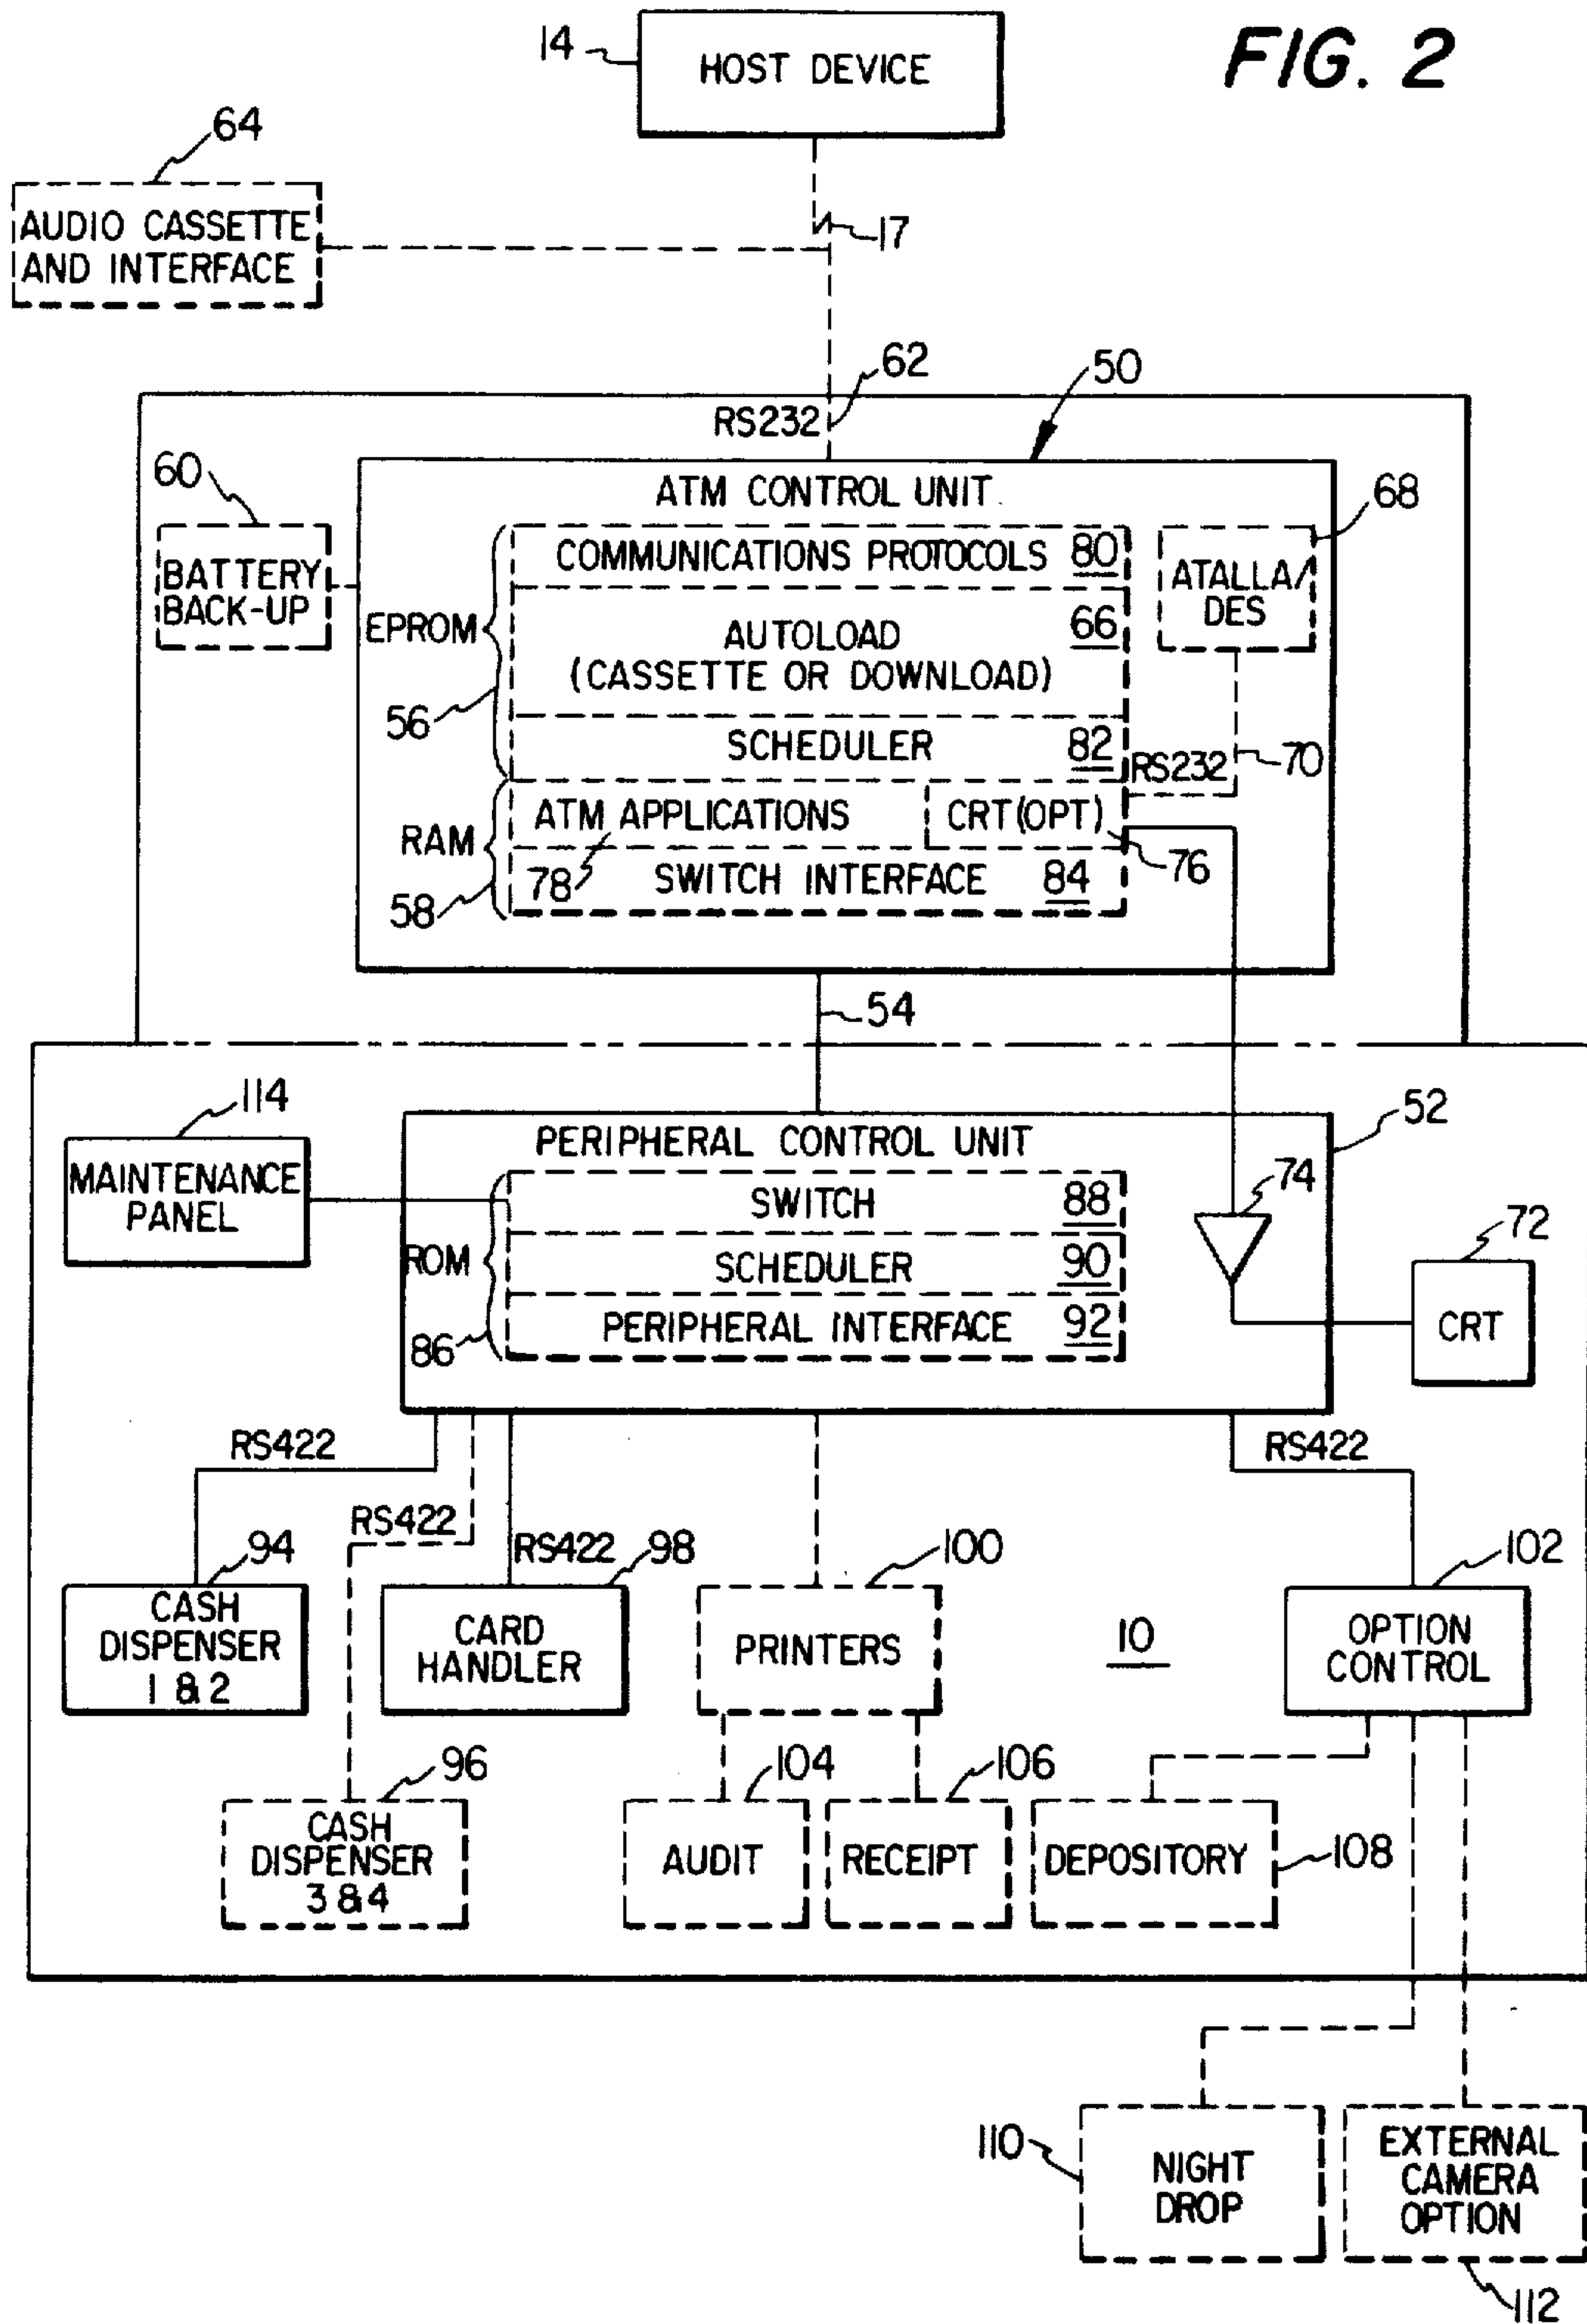 FIG. 2
14
HOST DEVICE
64
AUDIO CASSETTE
AND INTERFACE
17
62
50
RS232
60
BATTERY
BACK-UP
ATM CONTROL UNIT
68
EPROM
56
COMMUNICATIONS PROTOCOLS 80
ATALLA/
DES
AUTOLOAD 66
(CASSETTE OR DOWNLOAD)
SCHEDULER 82
RS232
70
RAM
58
ATM APPLICATIONS
78
CRT (OPT)
76
SWITCH INTERFACE 84
54
114
MAINTENANCE
PANEL
PERIPHERAL CONTROL UNIT
52
ROM
86
SWITCH 88
SCHEDULER 90
PERIPHERAL INTERFACE 92
74
72
CRT
RS422
RS422
RS422
RS422
94
CASH
DISPENSER
1 & 2
98
CARD
HANDLER
100
PRINTERS
10
102
OPTION
CONTROL
96
CASH
DISPENSER
3 & 4
104
AUDIT
106
RECEIPT
DEPOSITORY
108
110
NIGHT
DROP
EXTERNAL
CAMERA
OPTION
112